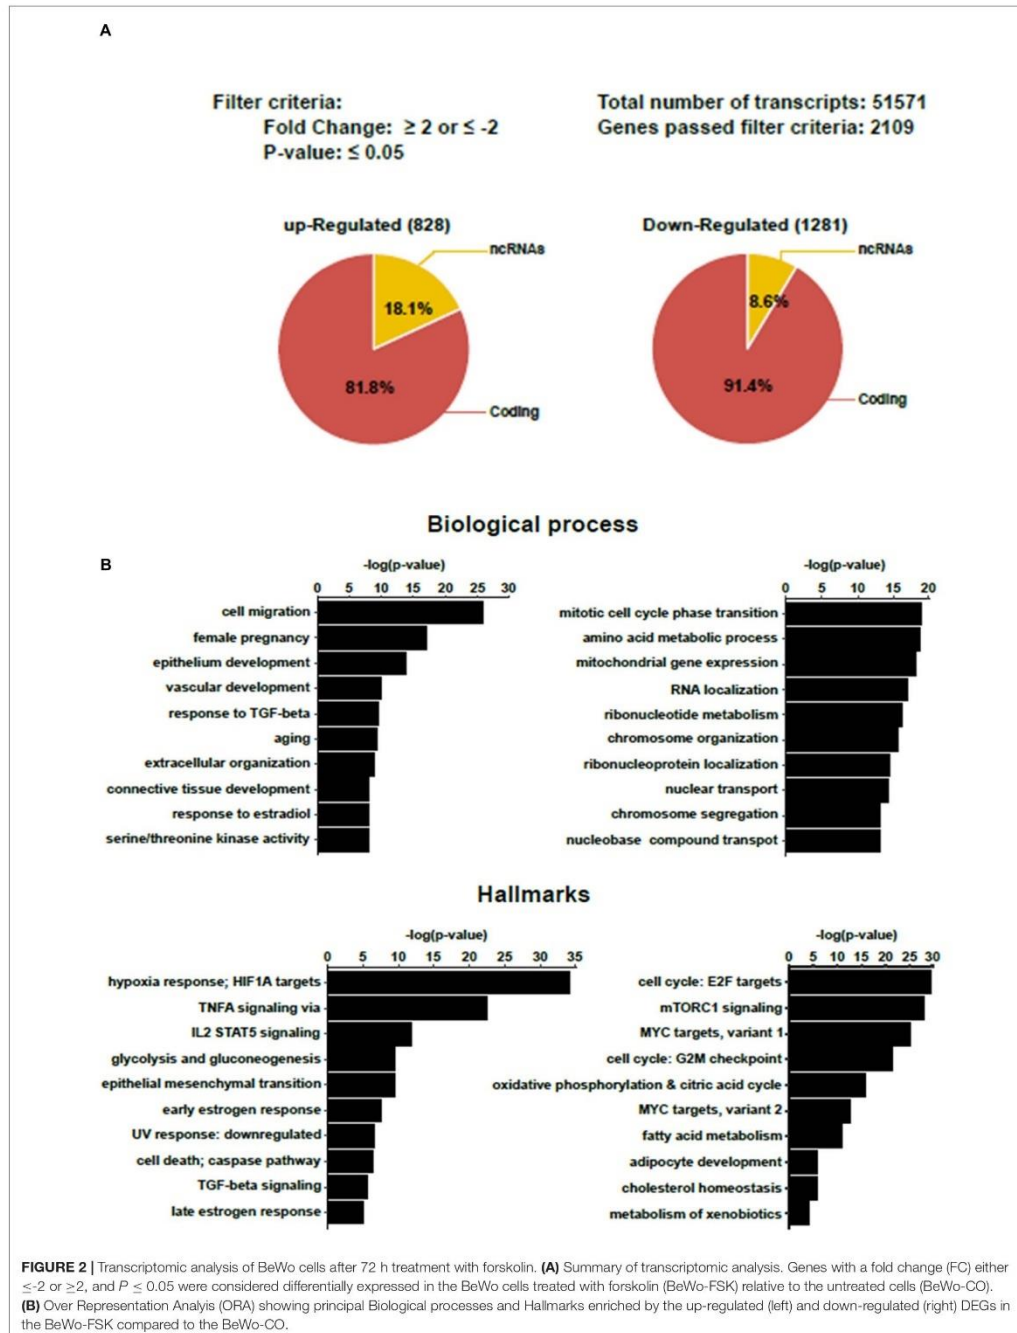 A
Filter criteria:
Fold Change: ≥ 2 or ≤ -2
P-value: ≤ 0.05
Total number of transcripts: 51571
Genes passed filter criteria: 2109
up-Regulated (828)
ncRNAs
18.1%
81.8%
Coding
Down-Regulated (1281)
ncRNAs
8.6%
91.4%
Coding
Biological process
B
-log(p-value)
0 5 10 15 20 25 30
cell migration
female pregnancy
epithelium development
vascular development
response to TGF-beta
aging
extracellular organization
connective tissue development
response to estradiol
serine/threonine kinase activity
-log(p-value)
0 5 10 15 20
mitotic cell cycle phase transition
amino acid metabolic process
mitochondrial gene expression
RNA localization
ribonucleotide metabolism
chromosome organization
ribonucleoprotein localization
nuclear transport
chromosome segregation
nucleobase compound transpot
Hallmarks
-log(p-value)
0 5 10 15 20 25 30 35
hypoxia response; HIF1A targets
TNFA signaling via
IL2 STAT5 signaling
glycolysis and gluconeogenesis
epithelial mesenchymal transition
early estrogen response
UV response: downregulated
cell death; caspase pathway
TGF-beta signaling
late estrogen response
-log(p-value)
0 5 10 15 20 25 30
cell cycle: E2F targets
mTORC1 signaling
MYC targets, variant 1
cell cycle: G2M checkpoint
oxidative phosphorylation & citric acid cycle
MYC targets, variant 2
fatty acid metabolism
adipocyte development
cholesterol homeostasis
metabolism of xenobiotics
FIGURE 2 | Transcriptomic analysis of BeWo cells after 72 h treatment with forskolin. (A) Summary of transcriptomic analysis. Genes with a fold change (FC) either
≤-2 or ≥2, and P ≤ 0.05 were considered differentially expressed in the BeWo cells treated with forskolin (BeWo-FSK) relative to the untreated cells (BeWo-CO).
(B) Over Representation Analysis (ORA) showing principal Biological processes and Hallmarks enriched by the up-regulated (left) and down-regulated (right) DEGs in
the BeWo-FSK compared to the BeWo-CO.